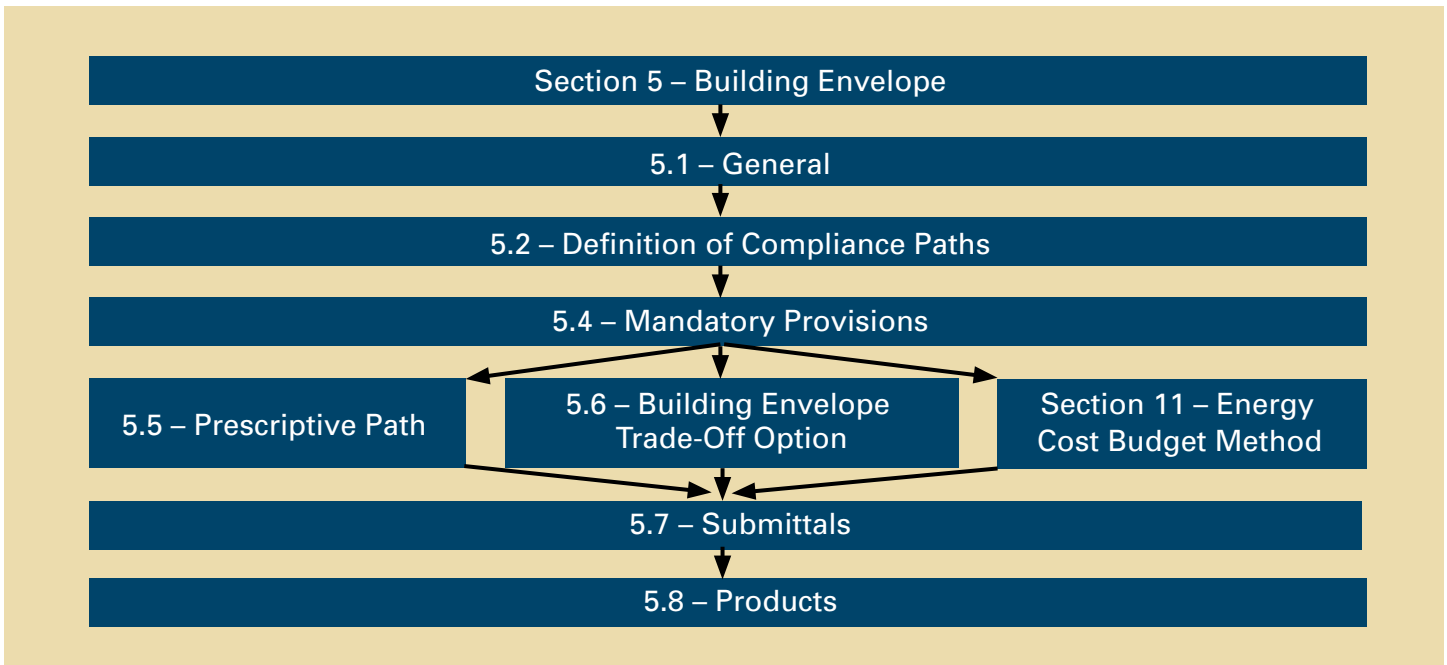 Section 5 – Building Envelope
5.1 – General
5.2 – Definition of Compliance Paths
5.4 – Mandatory Provisions
5.5 – Prescriptive Path
5.6 – Building Envelope
Trade-Off Option
Section 11 – Energy
Cost Budget Method
5.7 – Submittals
5.8 – Products